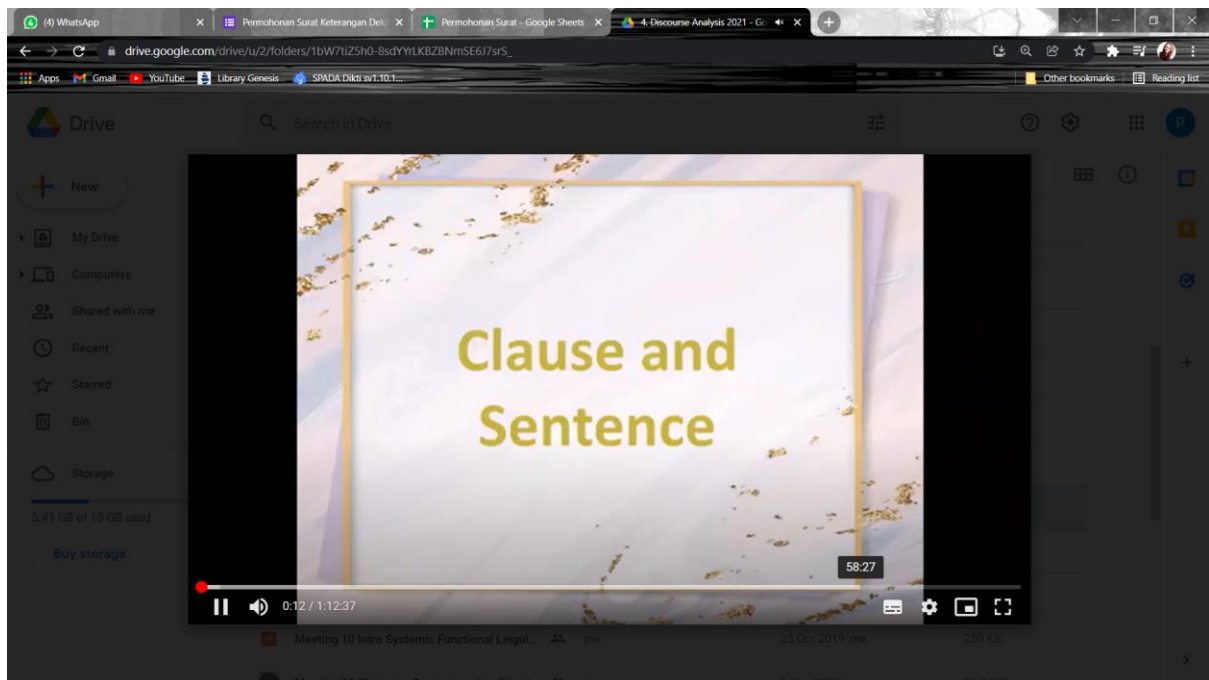 (4) WhatsApp
Permohonan Surat Keterangan Dek
Permohonan Surat - Google Sheets
4. Discourse Analysis 2021 - Go
drive.google.com/drive/u/2/folders/1bW7tiZ5h0-8sdYYrLKBZBNmSE6J7srS_
Apps Gmail YouTube Library Genesis SPADA Dikti sv1.10.1... Other bookmarks Reading list
Drive
Search in Drive
P
New
My Drive
Computers
Shared with me
Recent
Starred
Bin
Storage
5.41 GB of 15 GB used
Buy storage
Clause and
Sentence
58:27
0:12 / 1:12:37
Meeting 10 Intro Systemic Functional Lingui... me 25 Oct 2019 me 259 KB